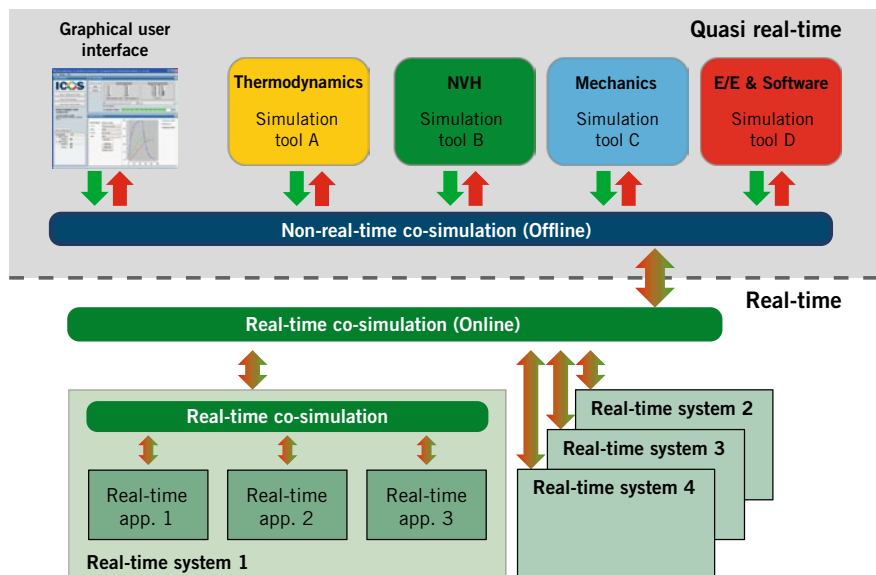 Graphical user
interface
Quasi real-time
ICOS
Thermodynamics
Simulation
tool A
NVH
Simulation
tool B
Mechanics
Simulation
tool C
E/E & Software
Simulation
tool D
Non-real-time co-simulation (Offline)
Real-time
Real-time co-simulation (Online)
Real-time co-simulation
Real-time
app. 1
Real-time
app. 2
Real-time
app. 3
Real-time system 1
Real-time system 2
Real-time system 3
Real-time system 4